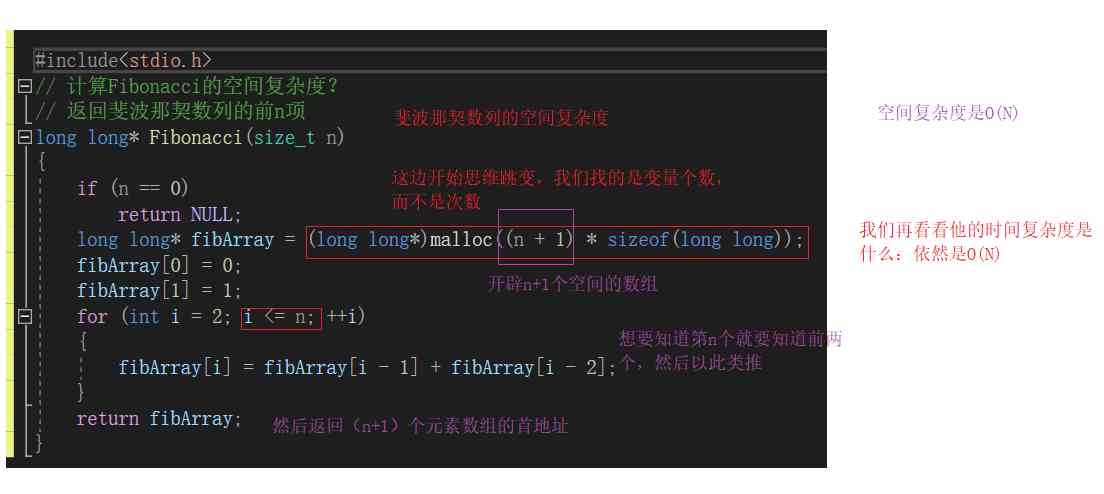 #include<stdio.h>
// 计算Fibonacci的空间复杂度？
// 返回斐波那契数列的前n项
斐波那契数列的空间复杂度
空间复杂度是O(N)
long long* Fibonacci(size_t n)
{
这边开始思维跳变，我们找的是变量个数，
而不是次数
if (n == 0)
return NULL;
long long* fibArray = (long long*)malloc((n + 1) * sizeof(long long));
我们再看看他的时间复杂度是
什么：依然是O(N)
fibArray[0] = 0;
开辟n+1个空间的数组
fibArray[1] = 1;
for (int i = 2; i <= n; ++i)
{
想要知道第n个就要知道前两
个，然后以此类推
fibArray[i] = fibArray[i - 1] + fibArray[i - 2];
}
return fibArray;
然后返回（n+1）个元素数组的首地址
}